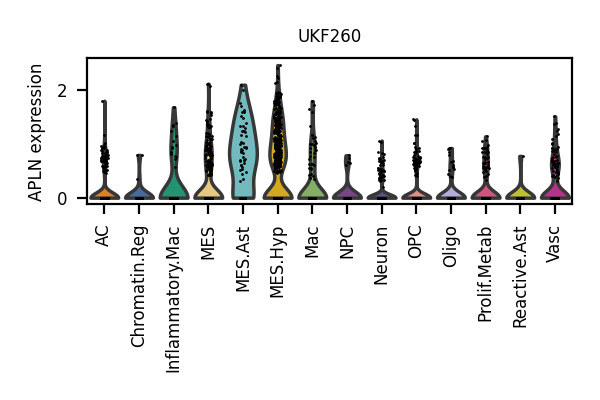 UKF260
APLN expression
2
0
AC
Chromatin.Reg
Inflammatory.Mac
MES
MES.Ast
MES.Hyp
Mac
NPC
Neuron
OPC
Oligo
Prolif.Metab
Reactive.Ast
Vasc